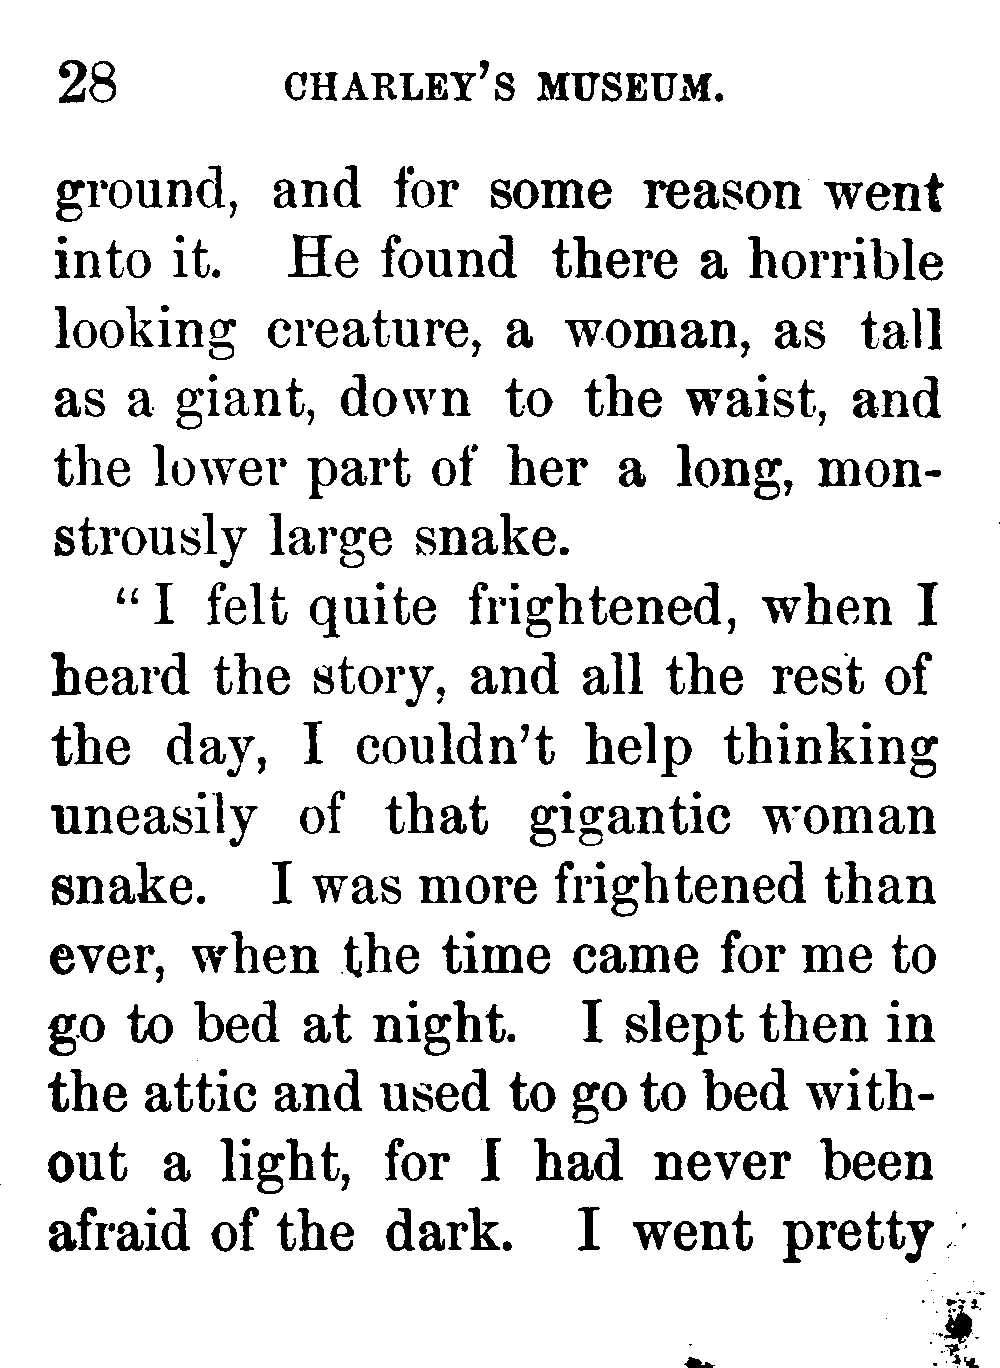 28 CHARLEY'S MUSEUM.
ground, and for some reason went
into it. He found there a horrible
looking creature, a woman, as tall
as a giant, down to the waist, and
the lower part of her a long, mon-
strously large snake.
“I felt quite frightened, when I
heard the story, and all the rest of
the day, I couldn't help thinking
uneasily of that gigantic woman
snake. I was more frightened than
ever, when the time came for me to
go to bed at night. I slept then in
the attic and used to go to bed with-
out a light, for I had never been
afraid of the dark. I went pretty